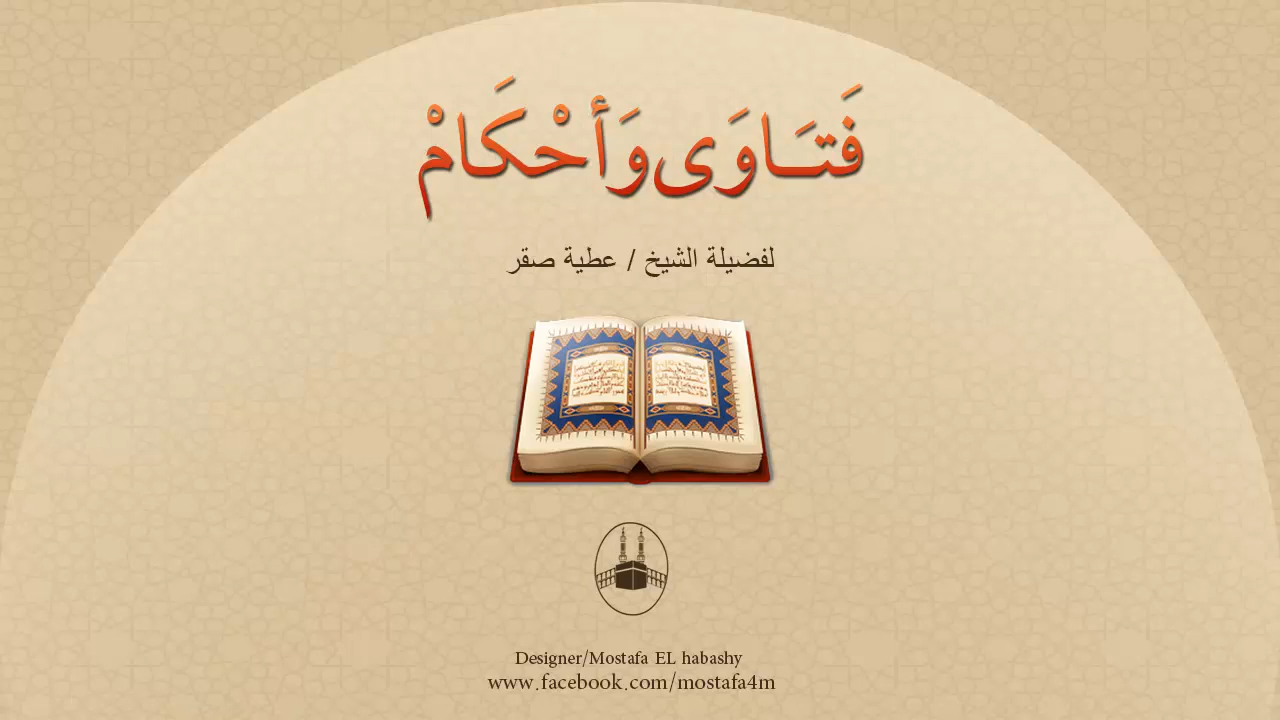 فَتَاوَى وَأَحْكَامْ
لفضيلة الشيخ / عطية صقر
Designer/Mostafa EL habashy
www.facebook.com/mostafa4m